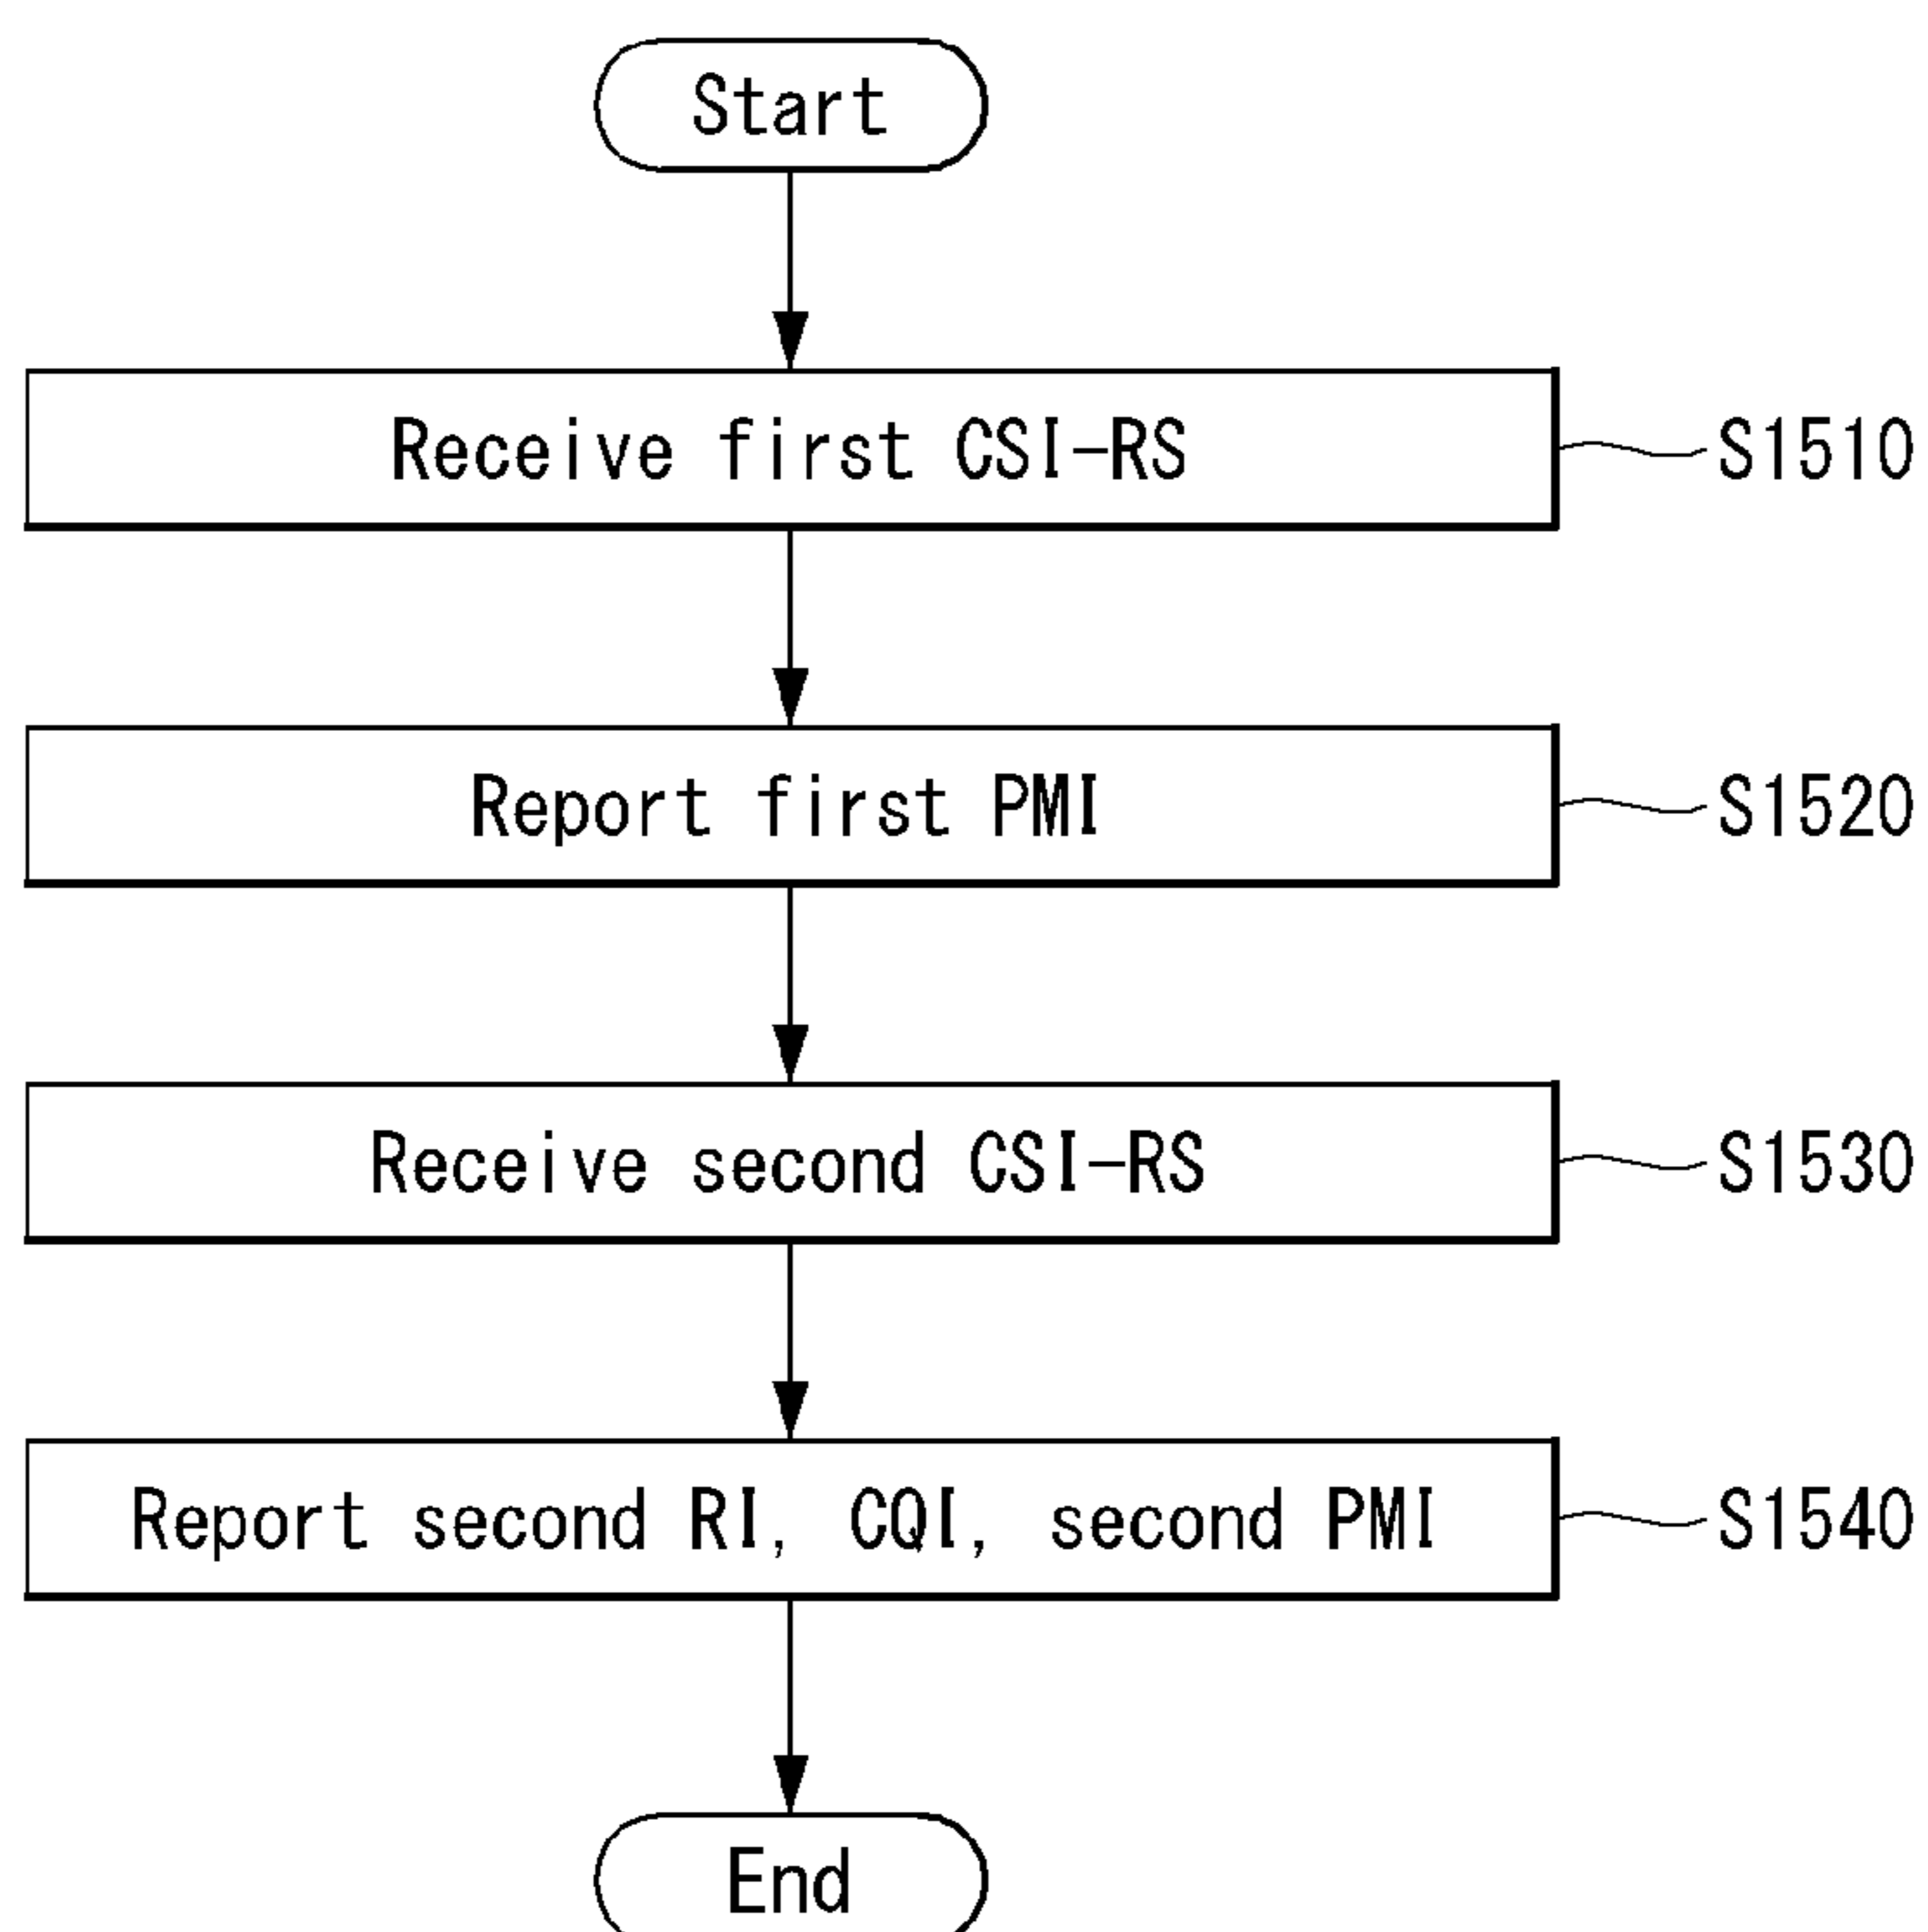 Start
Receive first CSI-RS
S1510
Report first PMI
S1520
Receive second CSI-RS
S1530
Report second RI, CQI, second PMI
S1540
End